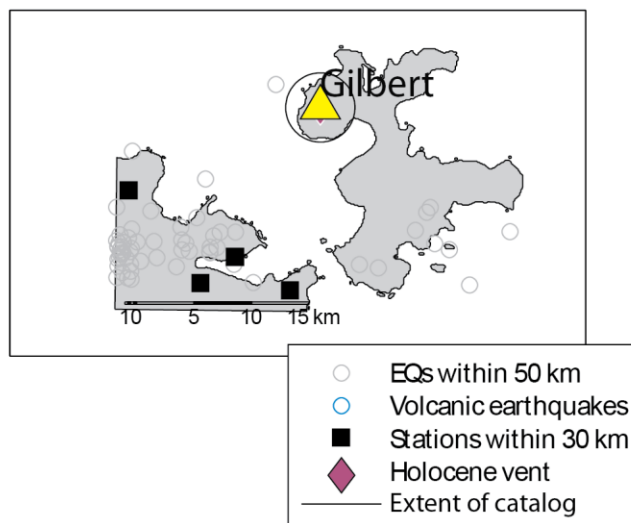 Gilbert
10 5 10 15 km
EQs within 50 km
Volcanic earthquakes
Stations within 30 km
Holocene vent
Extent of catalog